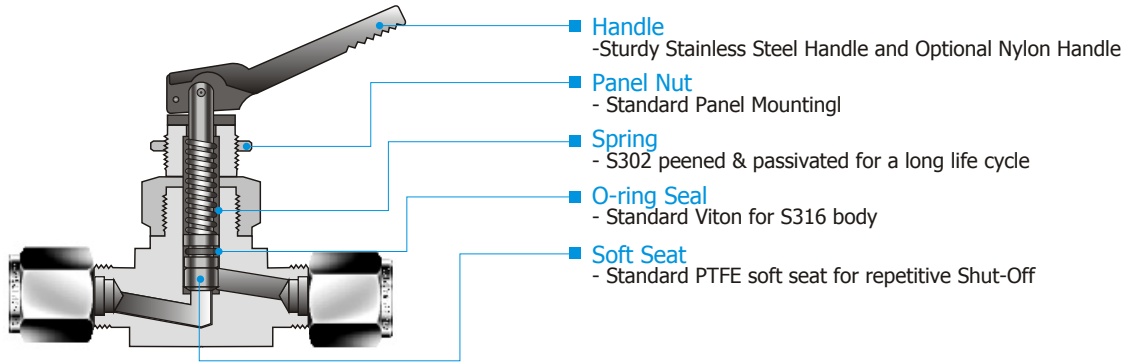 Handle
-Sturdy Stainless Steel Handle and Optional Nylon Handle
Panel Nut
- Standard Panel Mountingl
Spring
- S302 peened & passivated for a long life cycle
O-ring Seal
- Standard Viton for S316 body
Soft Seat
- Standard PTFE soft seat for repetitive Shut-Off